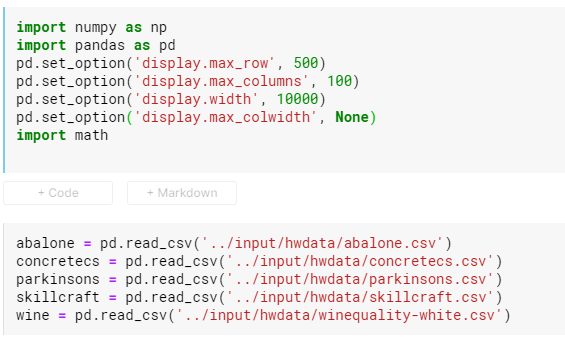 import numpy as np
import pandas as pd
pd.set_option('display.max_row', 500)
pd.set_option('display.max_columns', 100)
pd.set_option('display.width', 10000)
pd.set_option('display.max_colwidth', None)
import math
+ Code + Markdown
abalone = pd.read_csv('../input/hwdata/abalone.csv')
concretecs = pd.read_csv('../input/hwdata/concretecs.csv')
parkinsons = pd.read_csv('../input/hwdata/parkinsons.csv')
skillcraft = pd.read_csv('../input/hwdata/skillcraft.csv')
wine = pd.read_csv('../input/hwdata/winequality-white.csv')